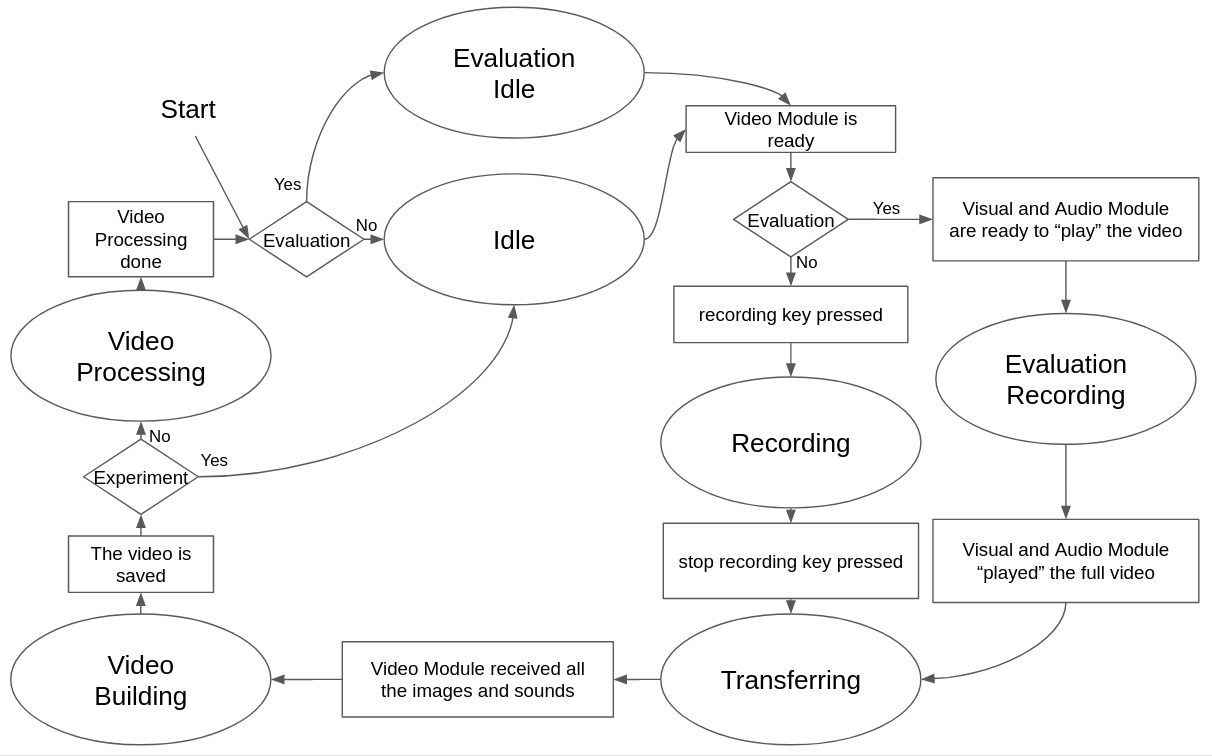 Evaluation
Idle
Start
Video Module is
ready
Yes
Video
Processing
done
Evaluation
No
Idle
Evaluation
Yes
Visual and Audio Module
are ready to “play” the video
No
recording key pressed
Video
Processing
Evaluation
Recording
Recording
No
Yes
Experiment
The video is
saved
stop recording key pressed
Visual and Audio Module
“played” the full video
Video
Building
Video Module received all
the images and sounds
Transferring